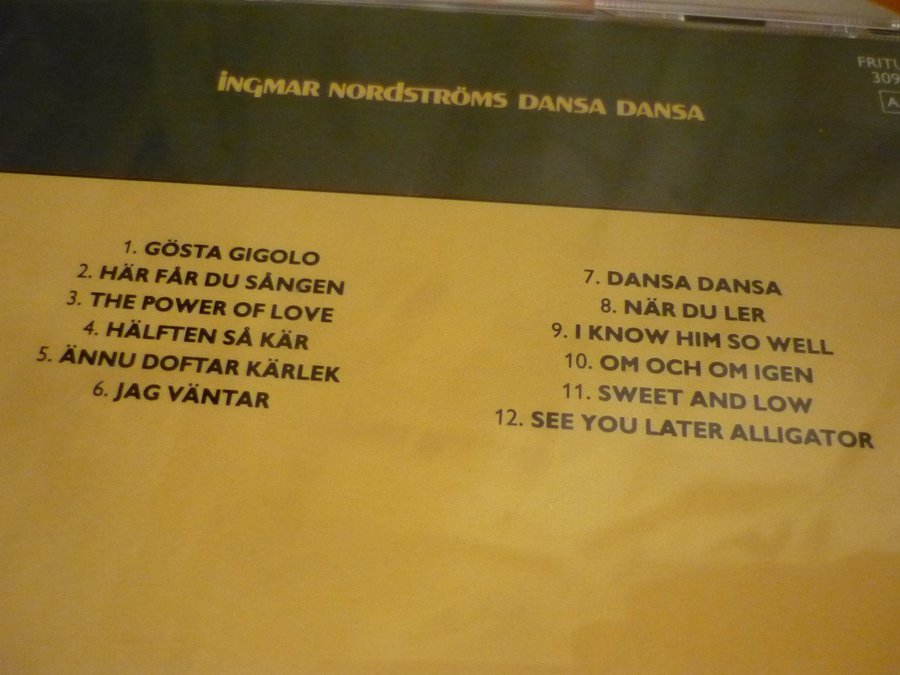 iNGMAR NORDSTRÖMS DANSA DANSA
309
1. GÖSTA GIGOLO
2. HÄR FÅR DU SÅNGEN
3. THE POWER OF LOVE
4. HÄLFTEN SÅ KÄR
5. ÄNNU DOFTAR KÄRLEK
6. JAG VÄNTAR
7. DANSA DANSA
8. NÄR DU LER
9. I KNOW HIM SO WELL
10. OM OCH OM IGEN
11. SWEET AND LOW
12. SEE YOU LATER ALLIGATOR